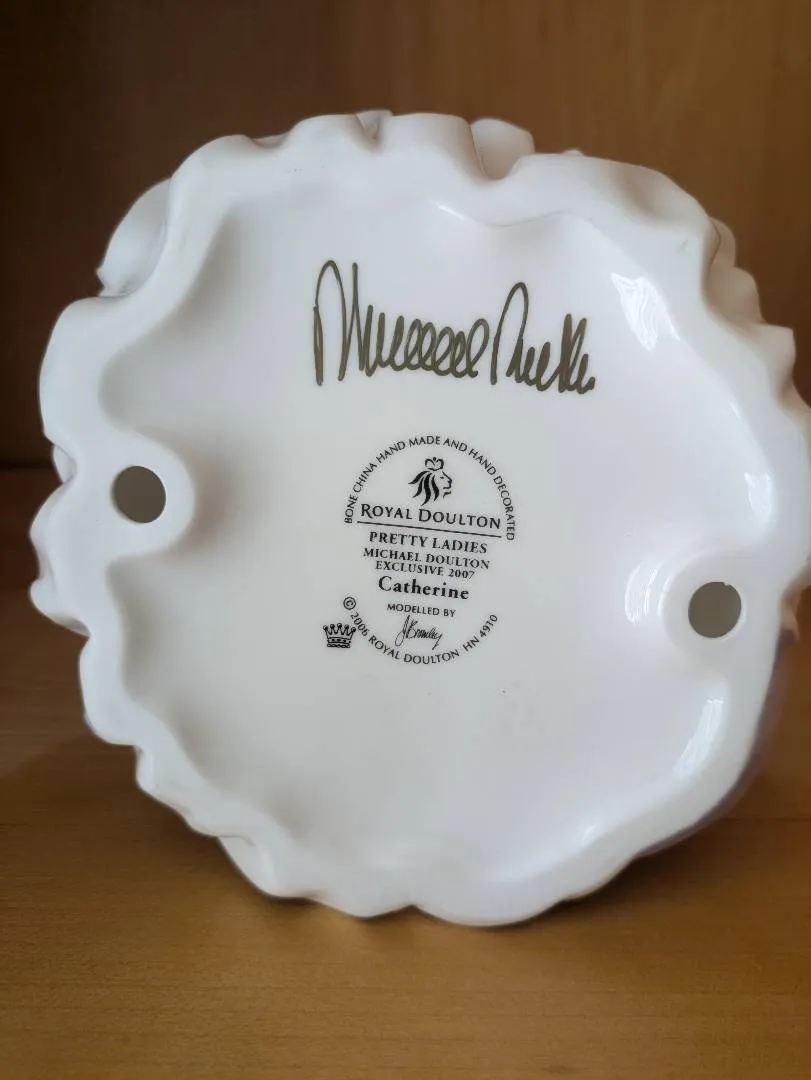 BONE CHINA HAND MADE AND HAND DECORATED
ROYAL DOULTON
PRETTY LADIES
MICHAEL DOULTON
EXCLUSIVE 2007
Catherine
MODELLED BY
© 2006 ROYAL DOULTON HN 4910